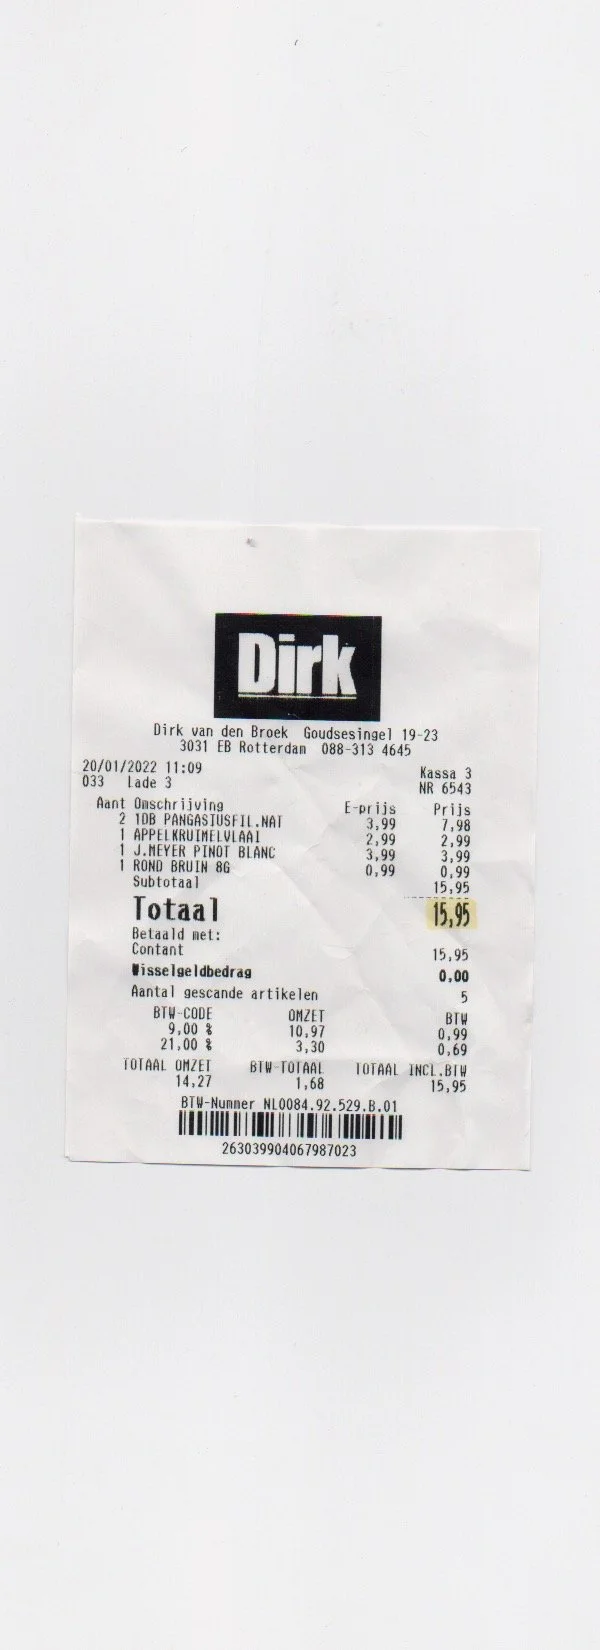 Dirk
Dirk van den Broek Goudsesingel 19-23
3031 EB Rotterdam 088-313 4645
20/01/2022 11:09 Kassa 3
033 Lade 3 NR 6543
Aant Omschrijving E-prijs Prijs
2 1DB PANGASIUSFIL.NAT 3,99 7,98
1 APPELKRUIMELVLAAI 2,99 2,99
1 J.MEYER PINOT BLANC 3,99 3,99
1 ROND BRUIN 8G 0,99 0,99
Subtotaal 15,95
Totaal 15,95
Betaald met:
Contant 15,95
Wisselgeldbedrag 0,00
Aantal gescande artikelen 5
BTW-CODE OMZET BTW
9,00 % 10,97 0,99
21,00 % 3,30 0,69
TOTAAL OMZET BTW-TOTAAL TOTAAL INCL.BTW
14,27 1,68 15,95
BTW-Nummer NL0084.92.529.B.01
263039904067987023